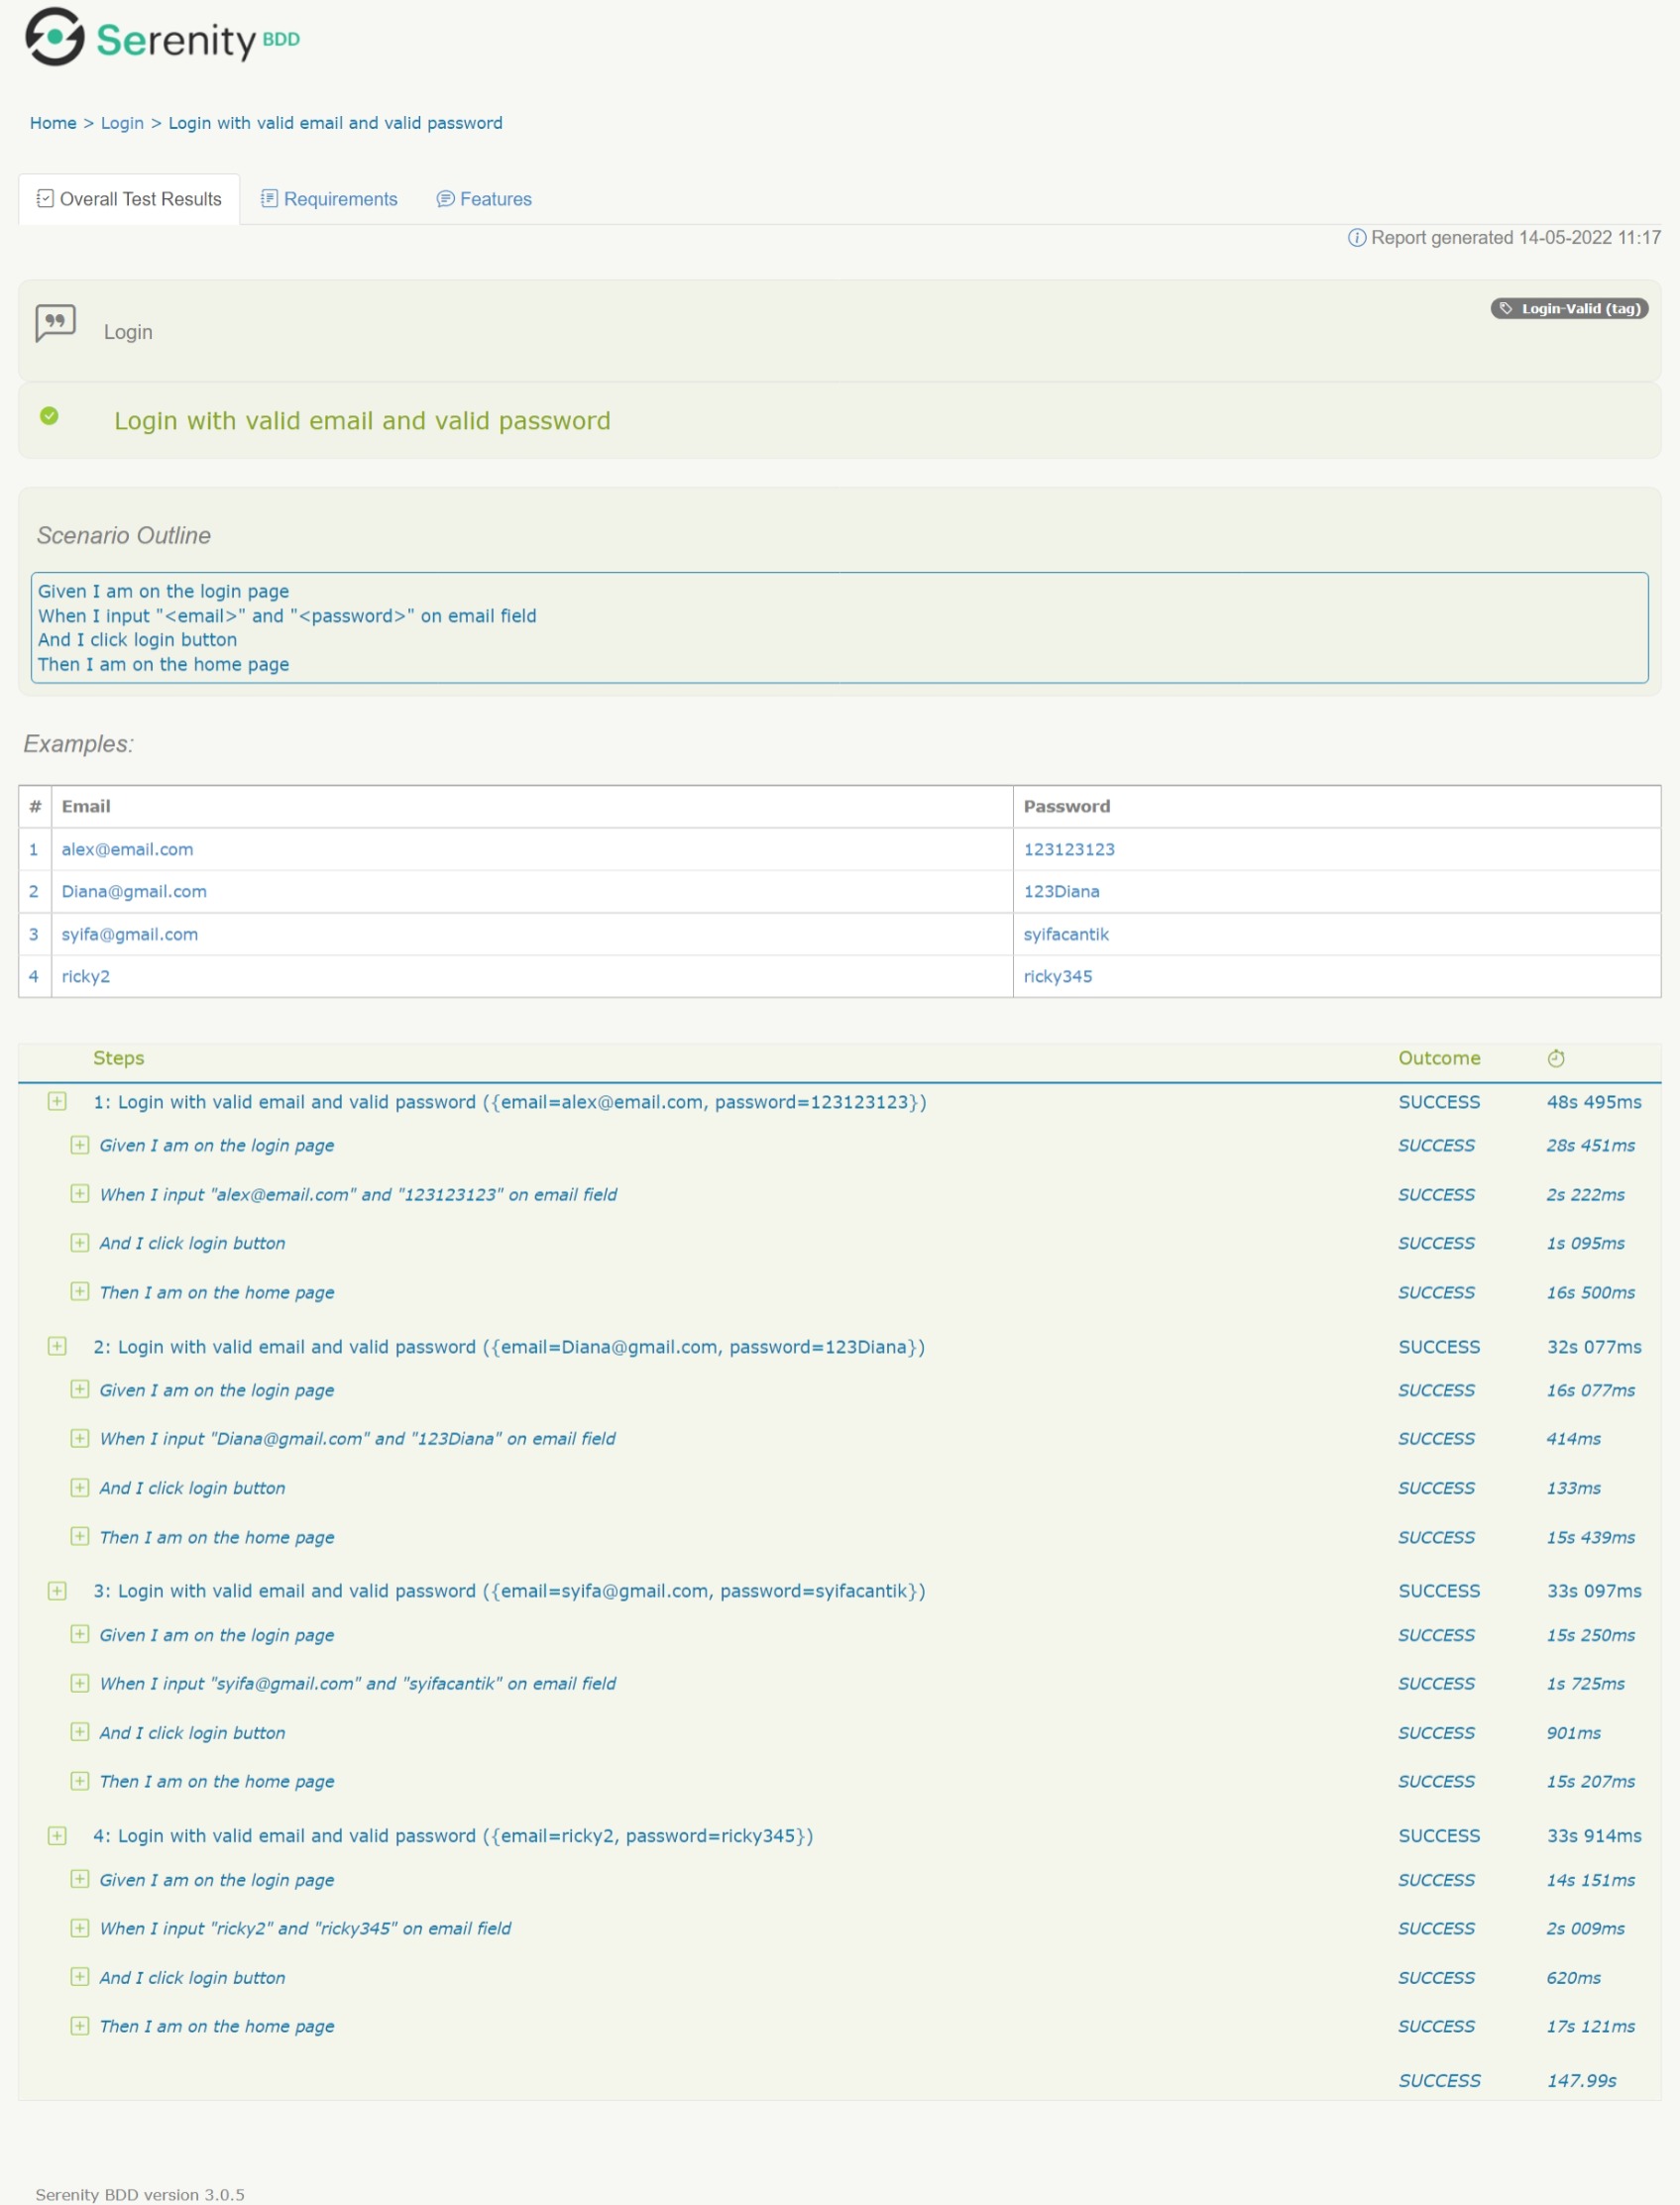 Serenity BDD
Home > Login > Login with valid email and valid password
Overall Test Results Requirements Features
Report generated 14-05-2022 11:17
Login-Valid (tag)
Login
Login with valid email and valid password
Scenario Outline
Given I am on the login page
When I input "<email>" and "<password>" on email field
And I click login button
Then I am on the home page
Examples:
# Email Password
1 alex@email.com 123123123
2 Diana@gmail.com 123Diana
3 syifa@gmail.com syifacantik
4 ricky2 ricky345
Steps Outcome
1: Login with valid email and valid password ({email=alex@email.com, password=123123123}) SUCCESS 48s 495ms
Given I am on the login page SUCCESS 28s 451ms
When I input "alex@email.com" and "123123123" on email field SUCCESS 2s 222ms
And I click login button SUCCESS 1s 095ms
Then I am on the home page SUCCESS 16s 500ms
2: Login with valid email and valid password ({email=Diana@gmail.com, password=123Diana}) SUCCESS 32s 077ms
Given I am on the login page SUCCESS 16s 077ms
When I input "Diana@gmail.com" and "123Diana" on email field SUCCESS 414ms
And I click login button SUCCESS 133ms
Then I am on the home page SUCCESS 15s 439ms
3: Login with valid email and valid password ({email=syifa@gmail.com, password=syifacantik}) SUCCESS 33s 097ms
Given I am on the login page SUCCESS 15s 250ms
When I input "syifa@gmail.com" and "syifacantik" on email field SUCCESS 1s 725ms
And I click login button SUCCESS 901ms
Then I am on the home page SUCCESS 15s 207ms
4: Login with valid email and valid password ({email=ricky2, password=ricky345}) SUCCESS 33s 914ms
Given I am on the login page SUCCESS 14s 151ms
When I input "ricky2" and "ricky345" on email field SUCCESS 2s 009ms
And I click login button SUCCESS 620ms
Then I am on the home page SUCCESS 17s 121ms
SUCCESS 147.99s
Serenity BDD version 3.0.5